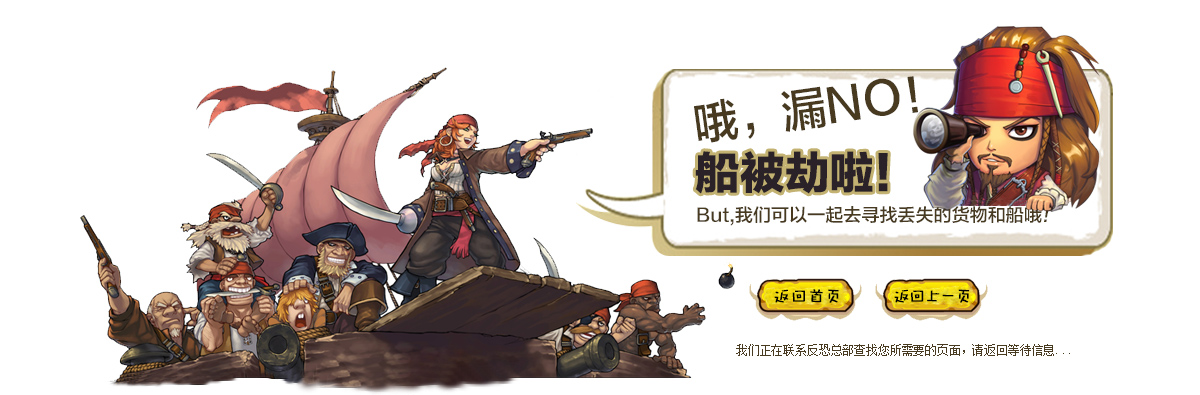 哦，漏NO！
船被劫啦！
But,我们可以一起去寻找丢失的货物和船哦！
返回首页
返回上一页
我们正在联系反恐总部查找您所需要的页面，请返回等待信息...